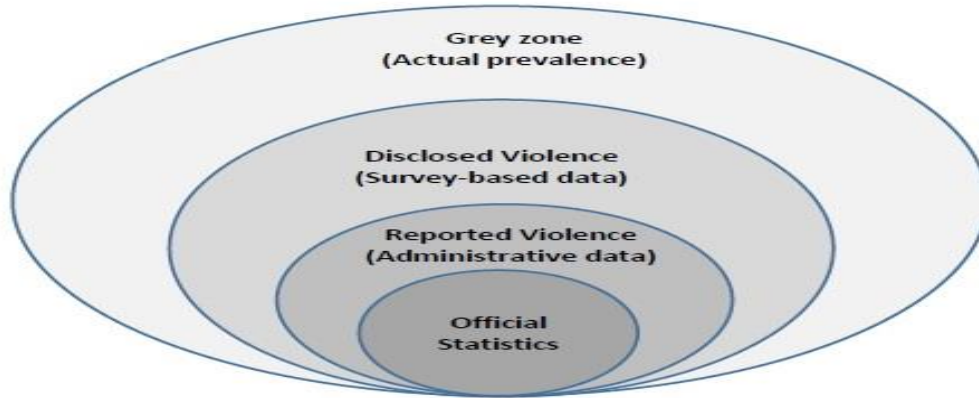 Grey zone
(Actual prevalence)
Disclosed Violence
(Survey-based data)
Reported Violence
(Administrative data)
Official
Statistics